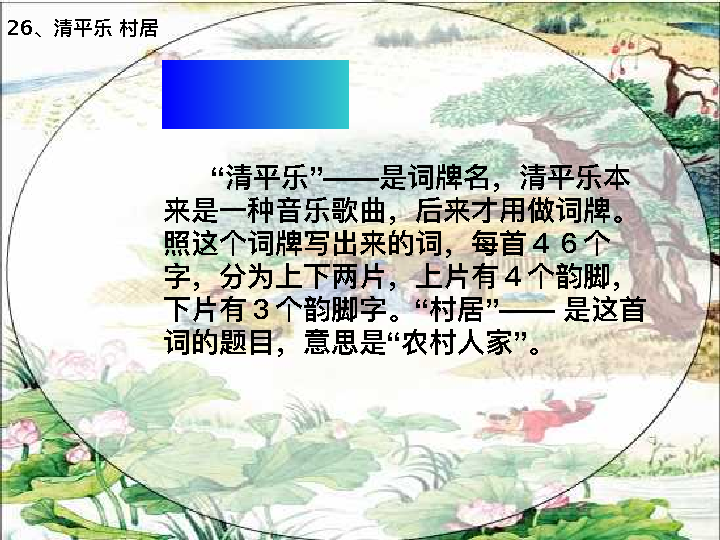 26、清平乐 村居
“清平乐”——是词牌名，清平乐本
来是一种音乐歌曲，后来才用做词牌。
照这个词牌写出来的词，每首４６个
字，分为上下两片，上片有４个韵脚，
下片有３个韵脚字。“村居”—— 是这首
词的题目，意思是“农村人家”。